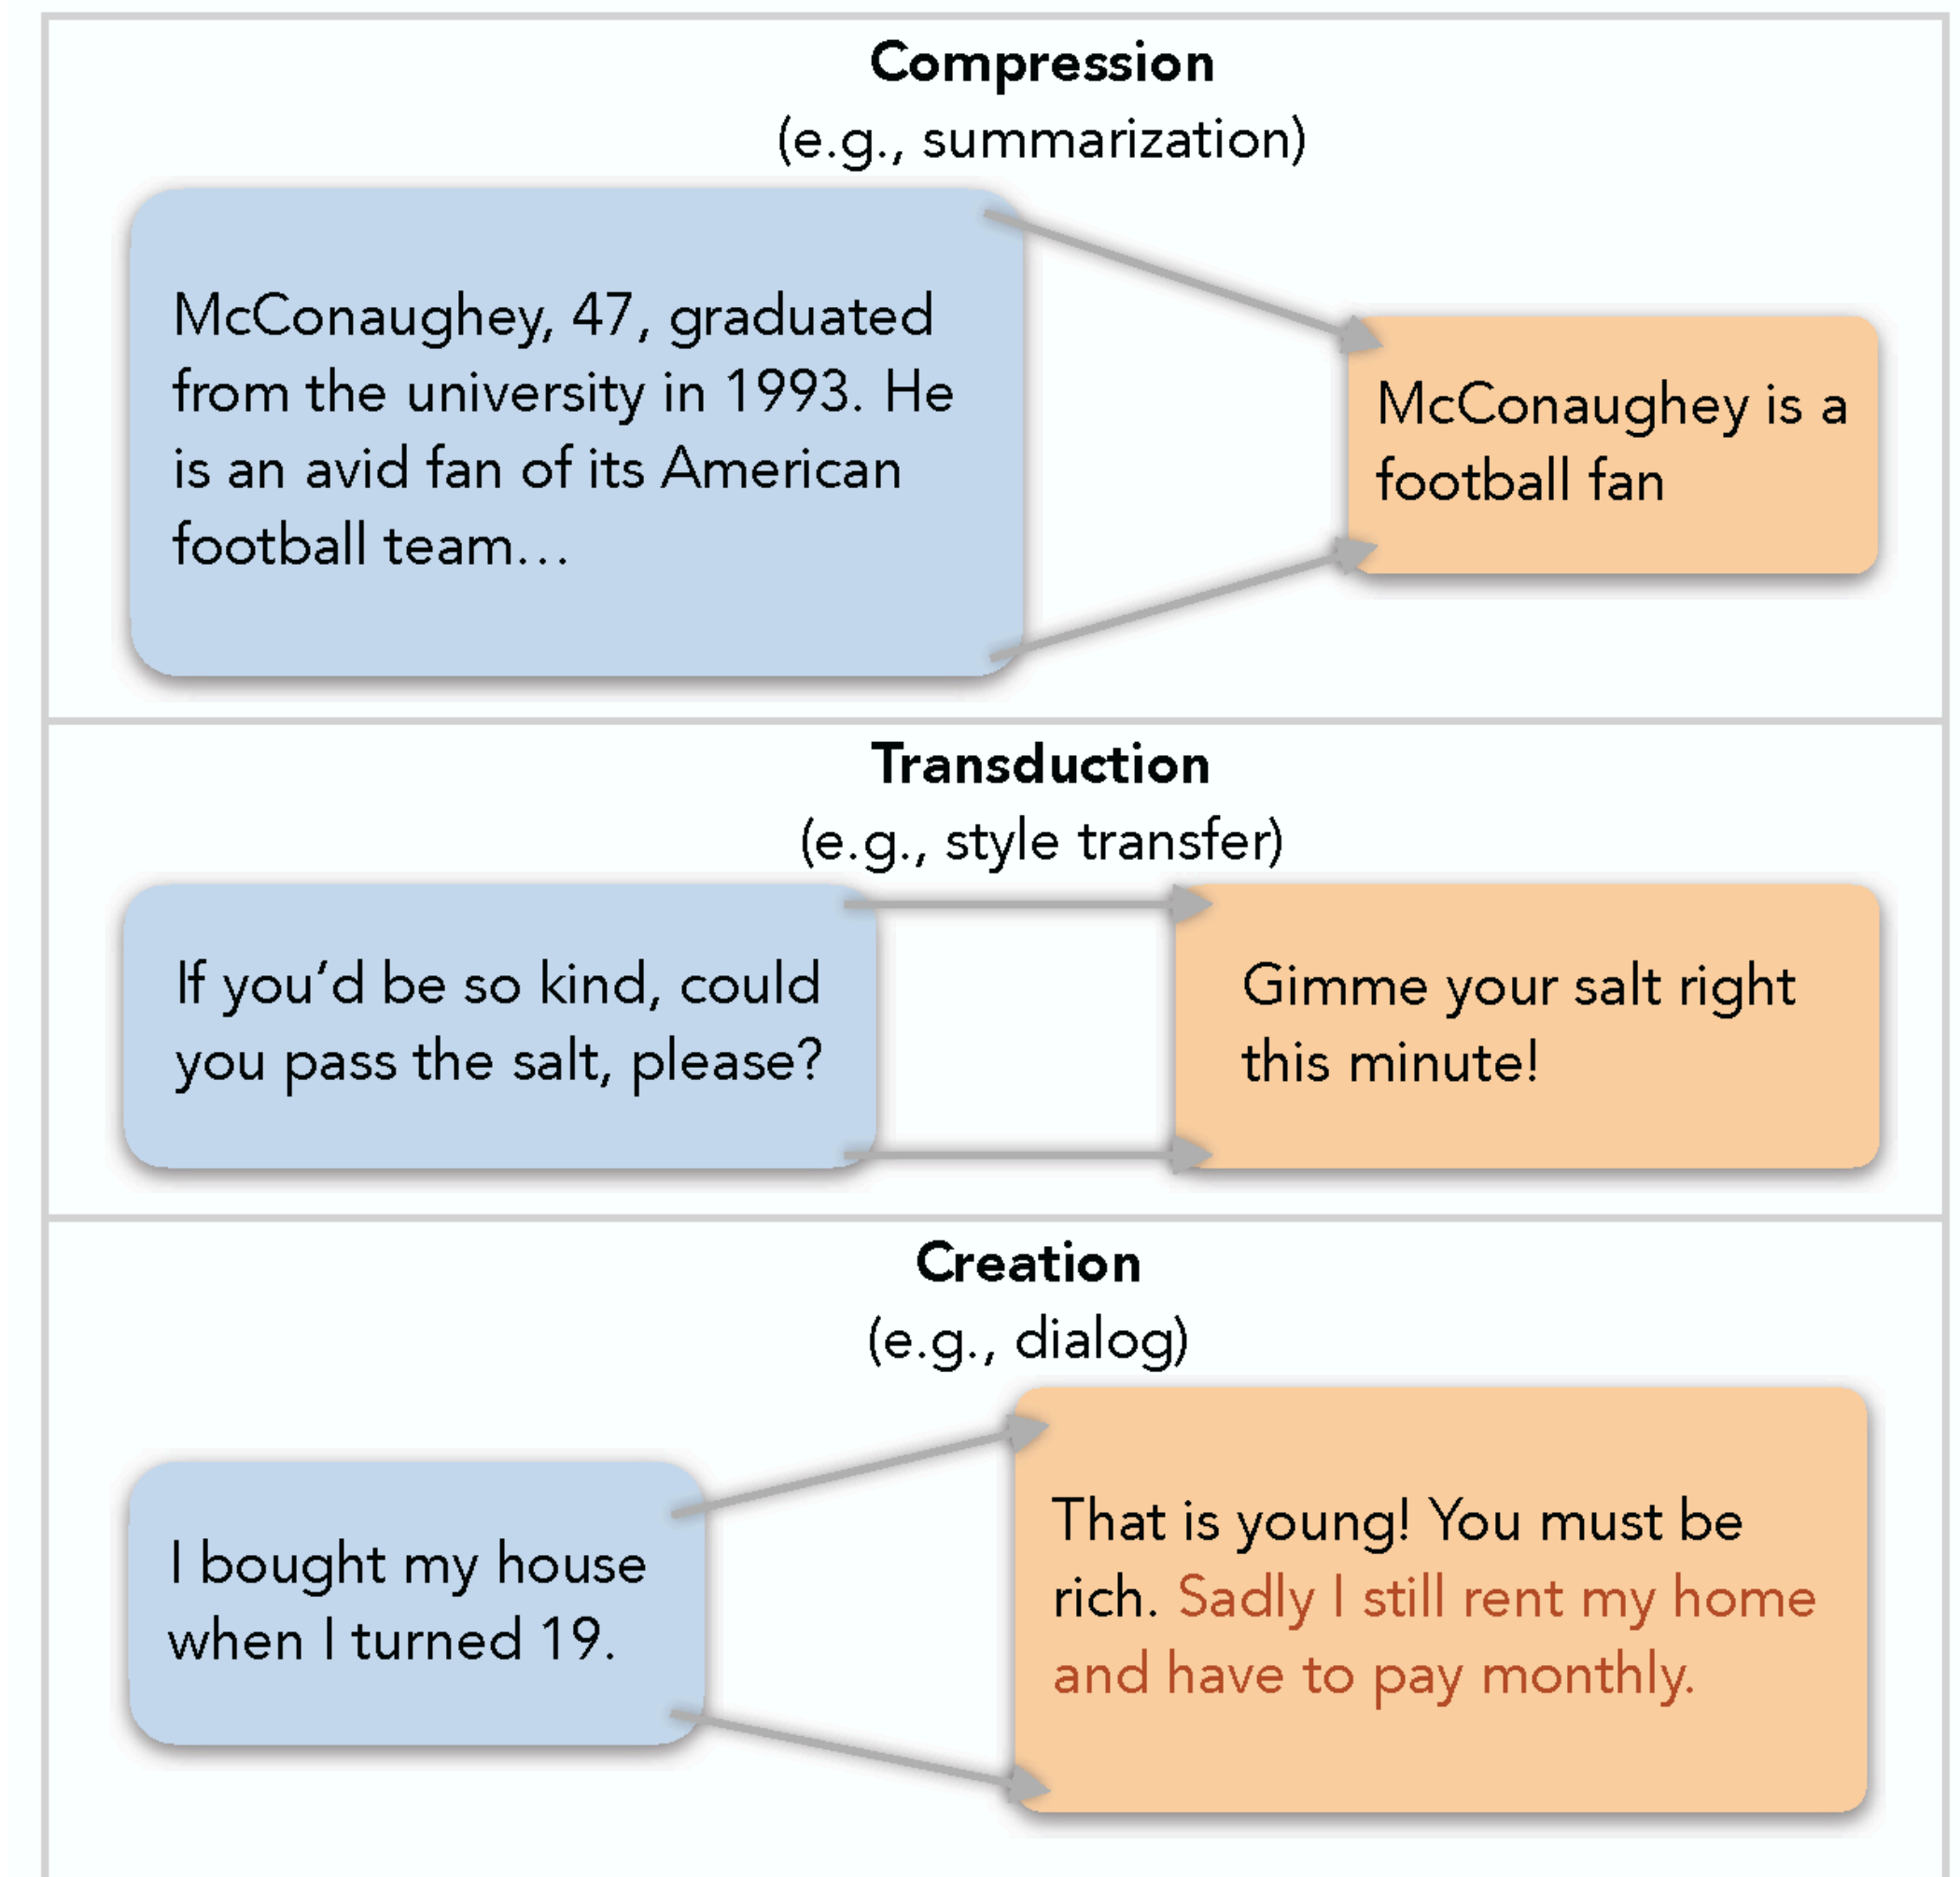 Compression
(e.g., summarization)
McConaughey, 47, graduated
from the university in 1993. He
is an avid fan of its American
football team...
McConaughey is a
football fan
Transduction
(e.g., style transfer)
If you'd be so kind, could
you pass the salt, please?
Gimme your salt right
this minute!
Creation
(e.g., dialog)
I bought my house
when I turned 19.
That is young! You must be
rich. Sadly I still rent my home
and have to pay monthly.